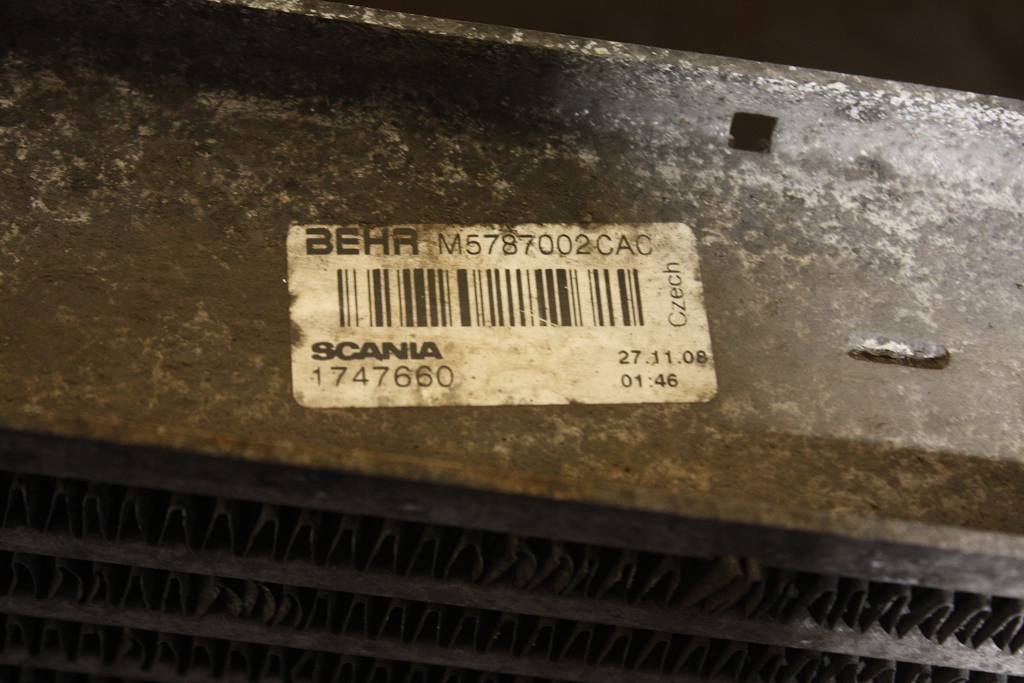 BEHR M5787002CAC
Czech
SCANIA
27.11.08
1747660
01:46